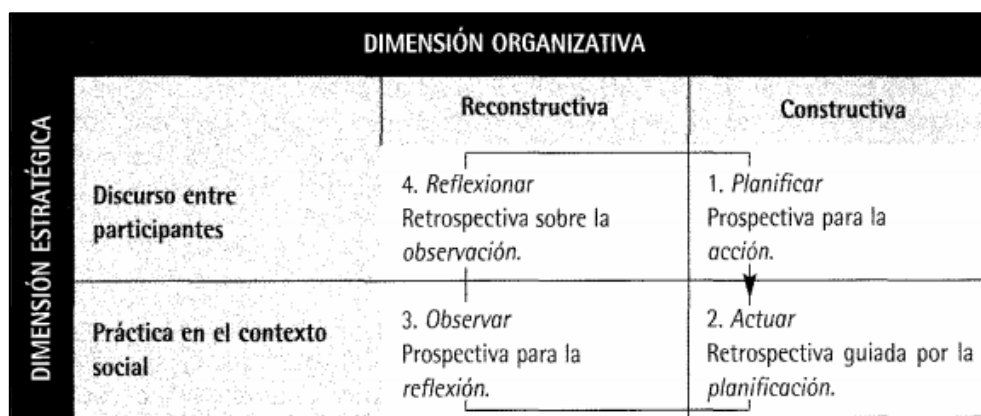 DIMENSIÓN ORGANIZATIVA
DIMENSIÓN ESTRATÉGICA
Reconstructiva
Constructiva
Discurso entre
participantes
4. Reflexionar
Retrospectiva sobre la
observación.
1. Planificar
Prospectiva para la
acción.
Práctica en el contexto
social
3. Observar
Prospectiva para la
reflexión.
2. Actuar
Retrospectiva guiada por la
planificación.